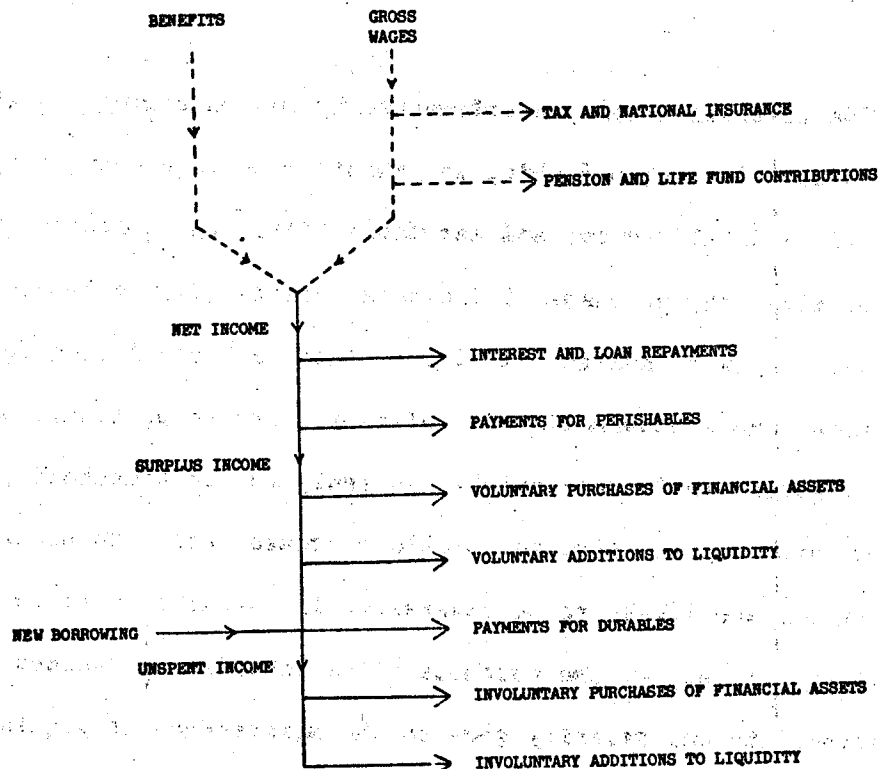 BENEFITS
GROSS
WAGES
TAX AND NATIONAL INSURANCE
PENSION AND LIFE FUND CONTRIBUTIONS
NET INCOME
INTEREST AND LOAN REPAYMENTS
PAYMENTS FOR PERISHABLES
SURPLUS INCOME
VOLUNTARY PURCHASES OF FINANCIAL ASSETS
VOLUNTARY ADDITIONS TO LIQUIDITY
NEW BORROWING
PAYMENTS FOR DURABLES
UNSPENT INCOME
INVOLUNTARY PURCHASES OF FINANCIAL ASSETS
INVOLUNTARY ADDITIONS TO LIQUIDITY